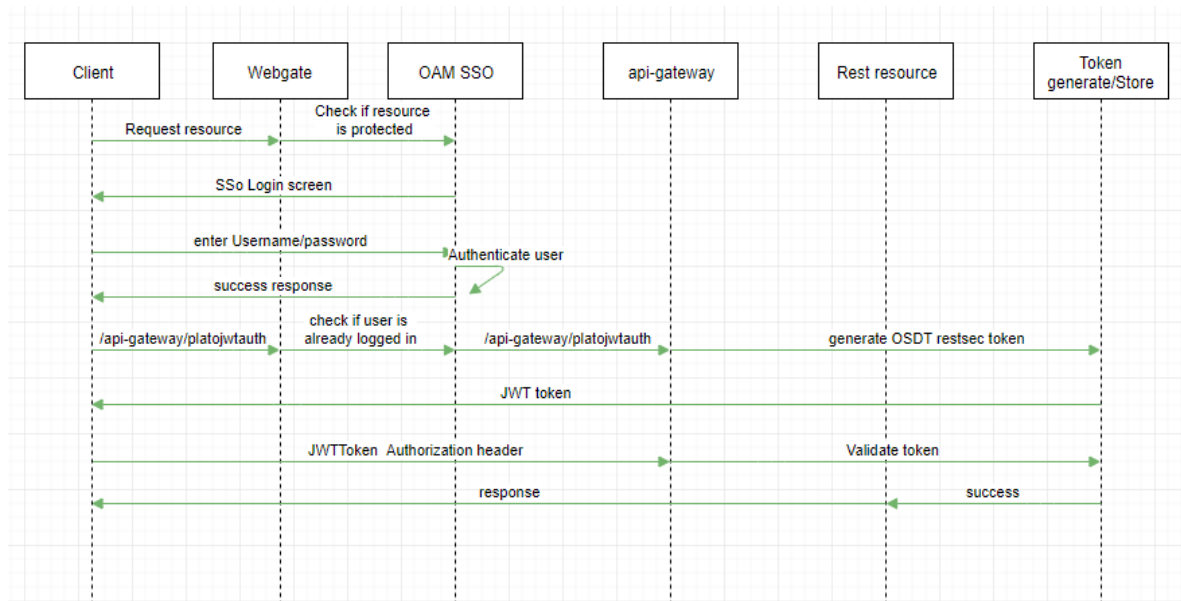 Client
Webgate
OAM SSO
api-gateway
Rest resource
Token
generate/Store
Request resource
Check if resource
is protected
SSo Login screen
enter Username/password
Authenticate user
success response
/api-gateway/platojwtauth
check if user is
already logged in
/api-gateway/platojwtauth
generate OSDT restsec token
JWT token
JWTToken Authorization header
Validate token
response
success